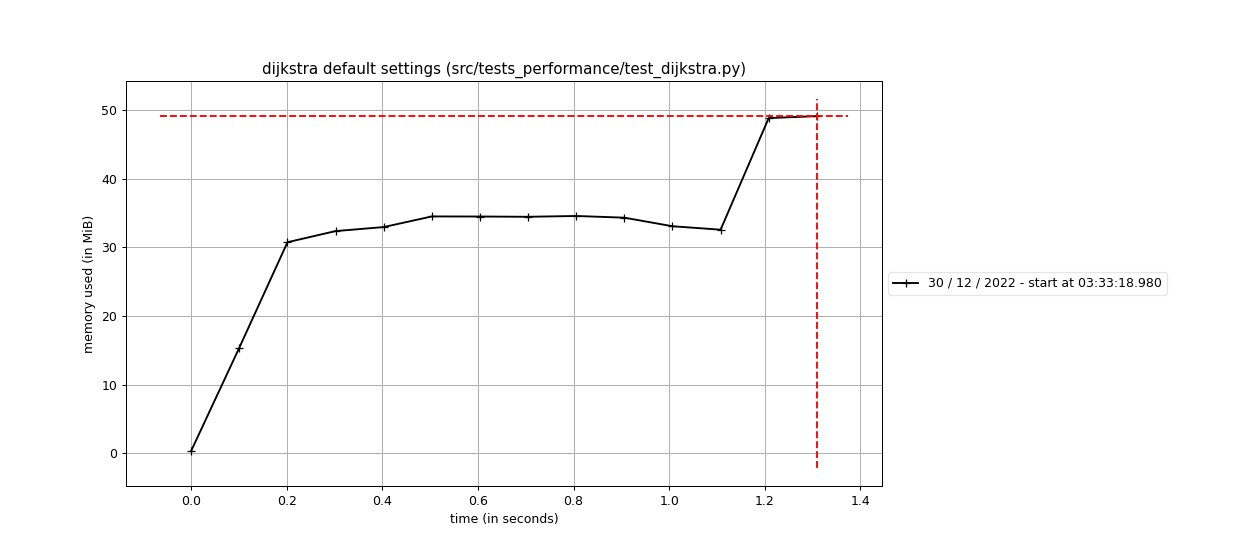 dijkstra default settings (src/tests_performance/test_dijkstra.py)
memory used (in MiB)
50
40
30
20
10
0
0.0 0.2 0.4 0.6 0.8 1.0 1.2 1.4
time (in seconds)
30 / 12 / 2022 - start at 03:33:18.980